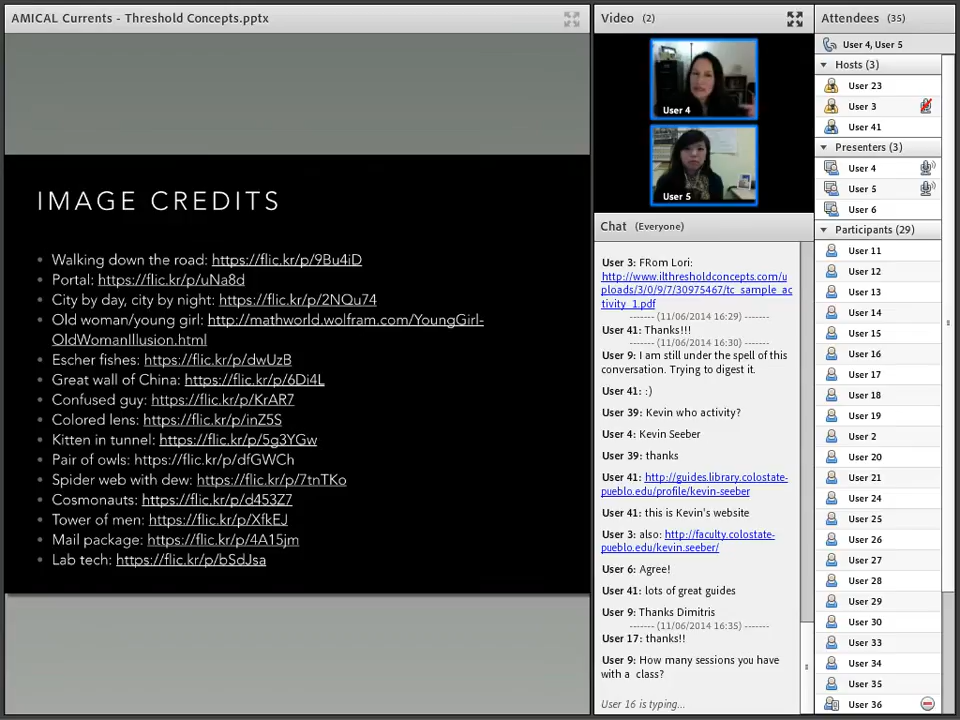 AMICAL Currents - Threshold Concepts.pptx
IMAGE CREDITS
• Walking down the road: https://flic.kr/p/9Bu4iD
• Portal: https://flic.kr/p/uNa8d
• City by day, city by night: https://flic.kr/p/2NQu74
• Old woman/young girl: http://mathworld.wolfram.com/YoungGirl-
OldWomanIllusion.html
• Escher fishes: https://flic.kr/p/dwUzB
• Great wall of China: https://flic.kr/p/6Di4L
• Confused guy: https://flic.kr/p/KrAR7
• Colored lens: https://flic.kr/p/inZ5S
• Kitten in tunnel: https://flic.kr/p/5g3YGw
• Pair of owls: https://flic.kr/p/dfGWCh
• Spider web with dew: https://flic.kr/p/7tnTKo
• Cosmonauts: https://flic.kr/p/d453Z7
• Tower of men: https://flic.kr/p/XfkEJ
• Mail package: https://flic.kr/p/4A15jm
• Lab tech: https://flic.kr/p/bSdJsa
Video (2)
User 4
User 5
Chat (Everyone)
User 3: FRom Lori:
http://www.ilthresholdconcepts.com/u
ploads/3/0/9/7/30975467/tc_sample_ac
tivity_1.pdf
------- (11/06/2014 16:29) -------
User 41: Thanks!!!
------- (11/06/2014 16:30) -------
User 9: I am still under the spell of this
conversation. Trying to digest it.
User 41: :)
User 39: Kevin who activity?
User 4: Kevin Seeber
User 39: thanks
User 41: http://guides.library.colostate-
pueblo.edu/profile/kevin-seeber
User 41: this is Kevin's website
User 3: also: http://faculty.colostate-
pueblo.edu/kevin.seeber/
User 6: Agree!
User 41: lots of great guides
User 9: Thanks Dimitris
------- (11/06/2014 16:35) -------
User 17: thanks!!
User 9: How many sessions you have
with a class?
User 16 is typing...
Attendees (35)
User 4, User 5
Hosts (3)
User 23
User 3
User 41
Presenters (3)
User 4
User 5
User 6
Participants (29)
User 11
User 12
User 13
User 14
User 15
User 16
User 17
User 18
User 19
User 2
User 20
User 21
User 24
User 25
User 26
User 27
User 28
User 29
User 30
User 33
User 34
User 35
User 36